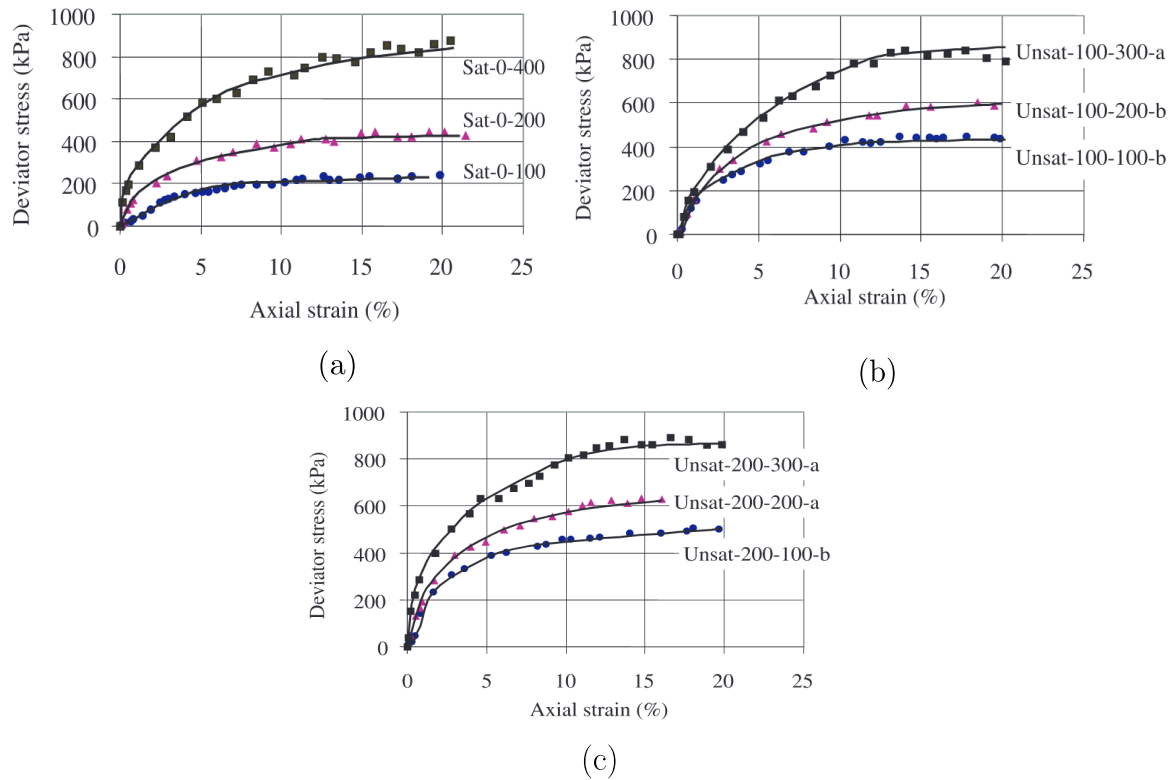 1000
800
600
400
200
0
Deviator stress (kPa)
Sat-0-400
Sat-0-200
Sat-0-100
0 5 10 15 20 25
Axial strain (%)
(a)
1000
800
600
400
200
0
Deviator stress (kPa)
Unsat-100-300-a
Unsat-100-200-b
Unsat-100-100-b
0 5 10 15 20 25
Axial strain (%)
(b)
1000
800
600
400
200
0
Deviator stress (kPa)
Unsat-200-300-a
Unsat-200-200-a
Unsat-200-100-b
0 5 10 15 20 25
Axial strain (%)
(c)